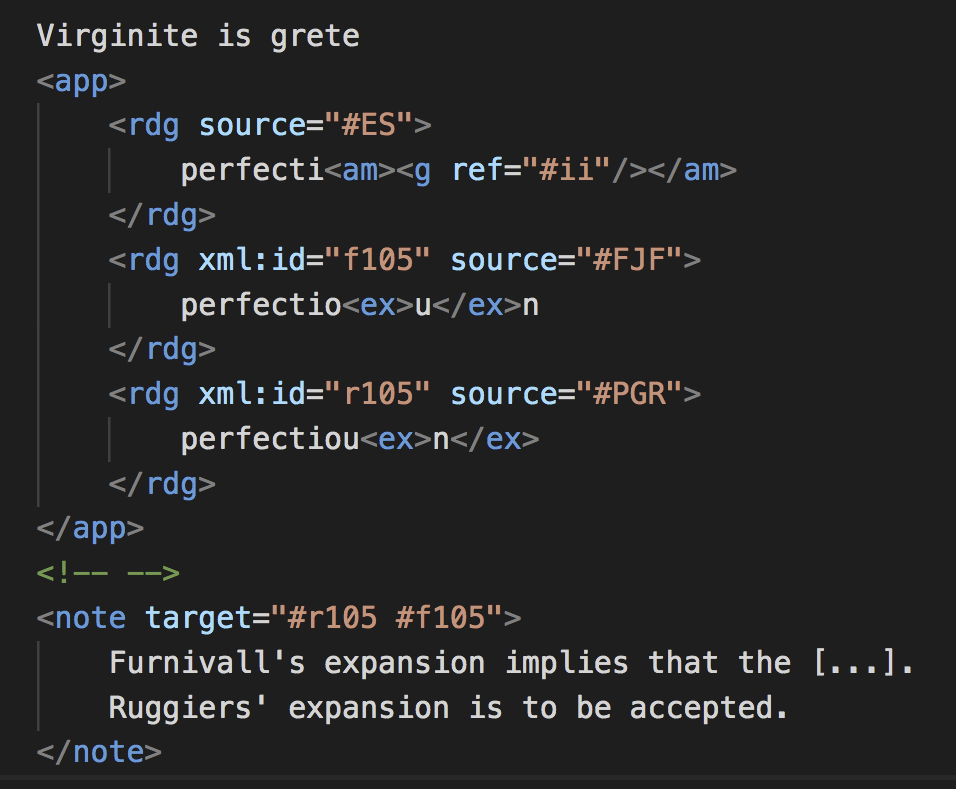 Virginite is grete
<app>
    <rdg source="#ES">
        perfecti<am><g ref="#ii"/></am>
    </rdg>
    <rdg xml:id="f105" source="#FJF">
        perfectio<ex>u</ex>n
    </rdg>
    <rdg xml:id="r105" source="#PGR">
        perfectiou<ex>n</ex>
    </rdg>
</app>
<!-- -->
<note target="#r105 #f105">
    Furnivall's expansion implies that the [...].
    Ruggiers' expansion is to be accepted.
</note>